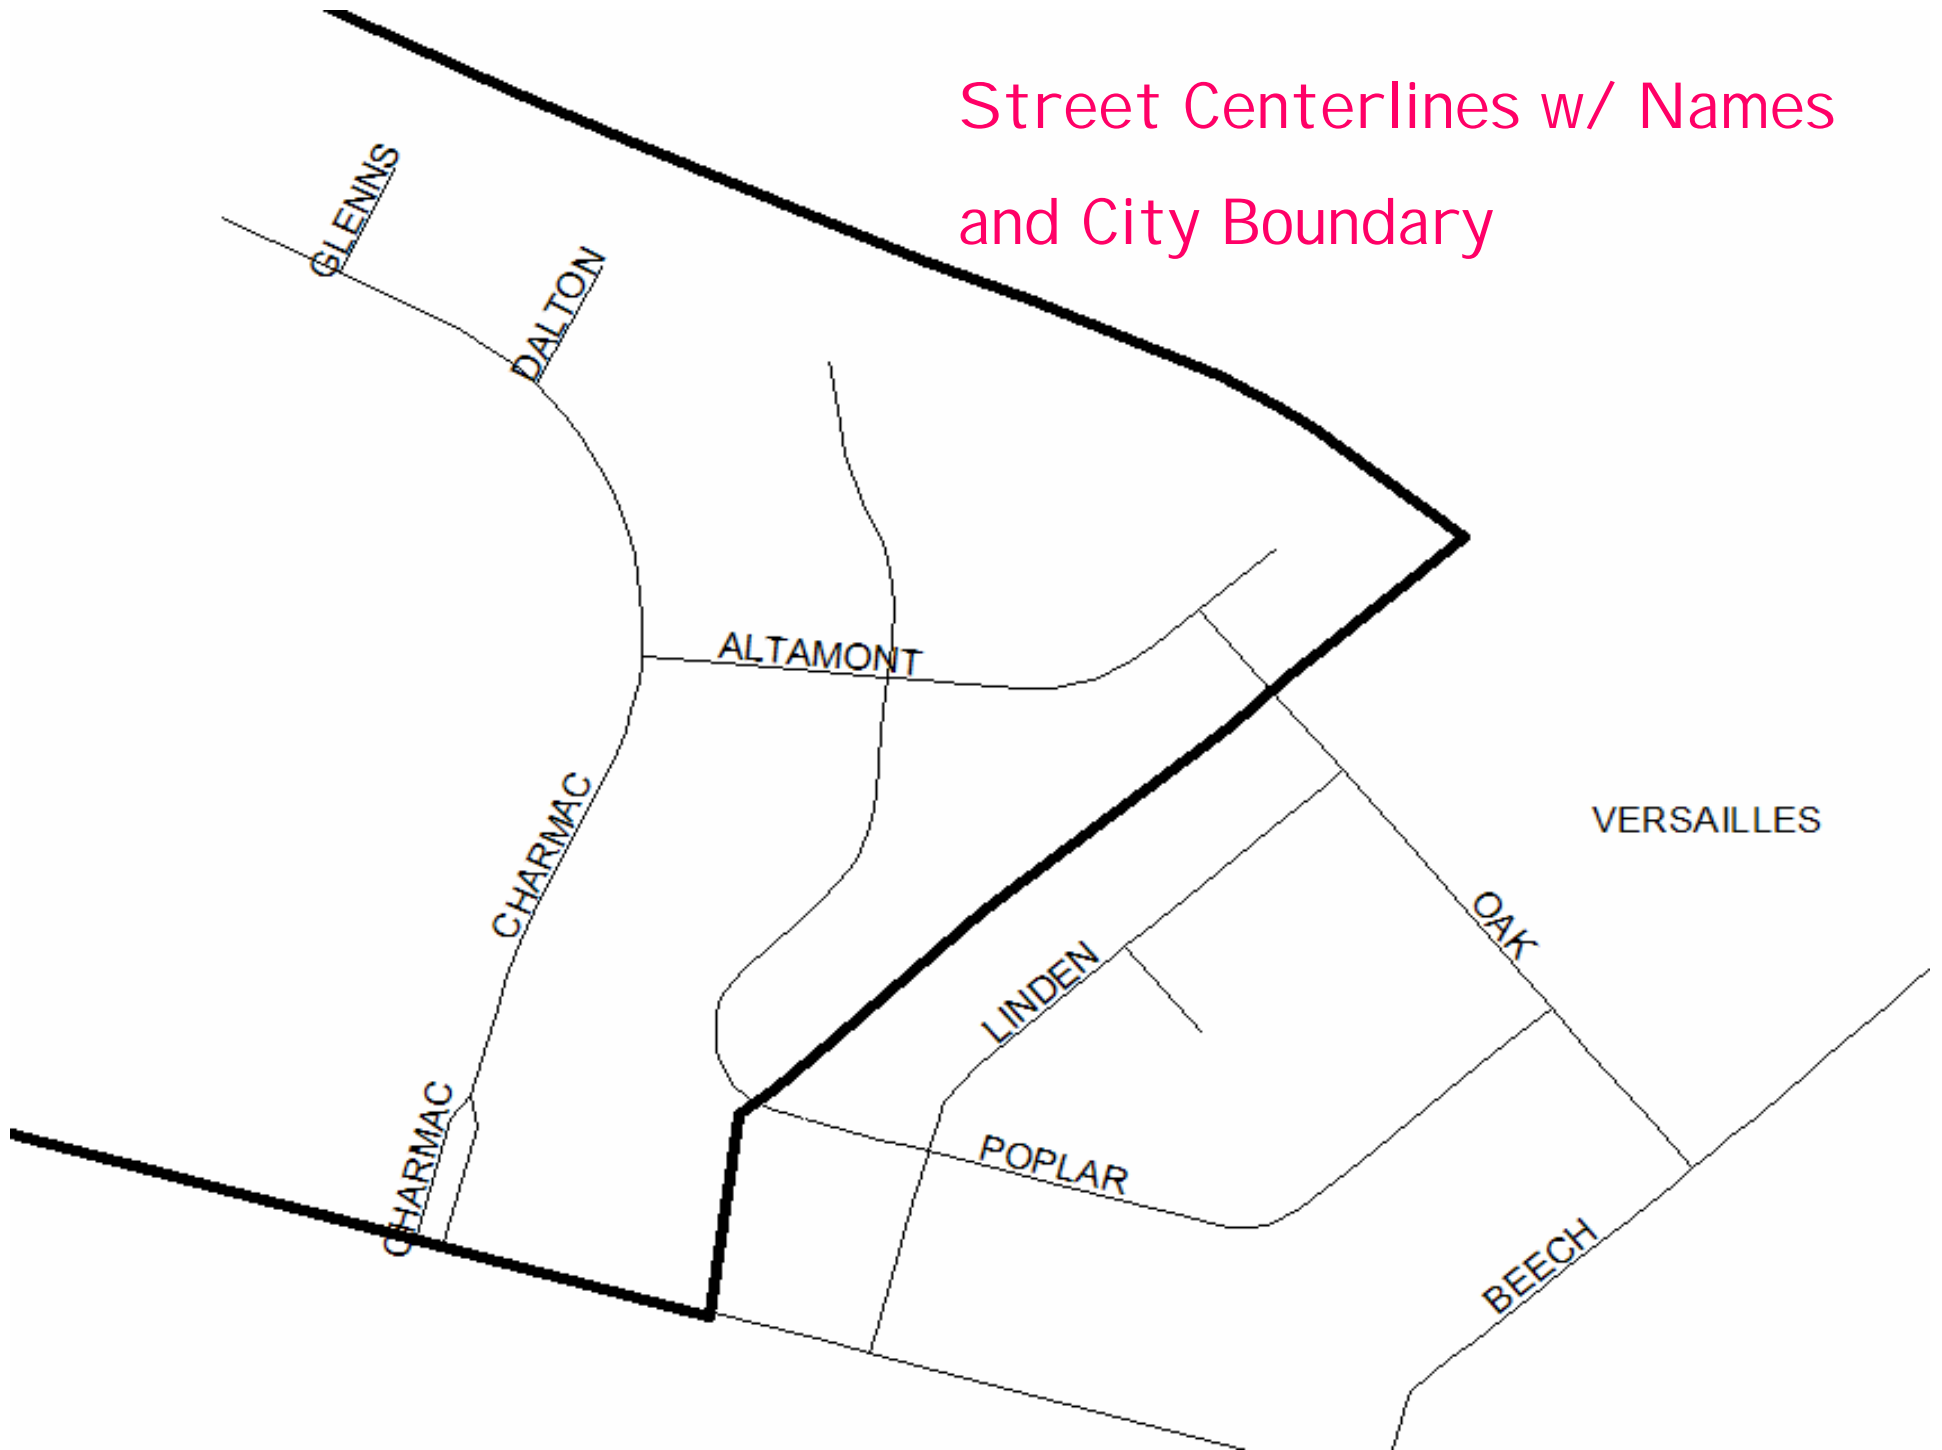 Street Centerlines w/ Names
and City Boundary
GLENNS
DALTON
ALTAMONT
CHARMAC
VERSAILLES
OAK
LINDEN
CHARMAC
POPLAR
BEECH